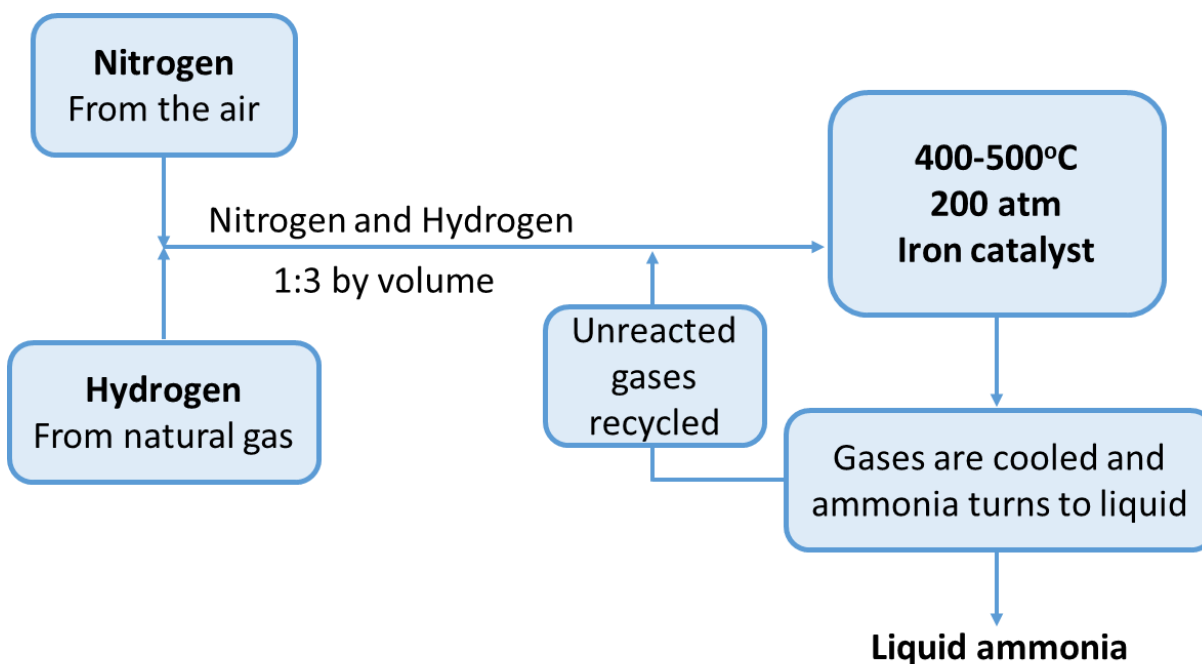 Nitrogen
From the air
Hydrogen
From natural gas
Nitrogen and Hydrogen
1:3 by volume
Unreacted
gases
recycled
400-500ºC
200 atm
Iron catalyst
Gases are cooled and
ammonia turns to liquid
Liquid ammonia